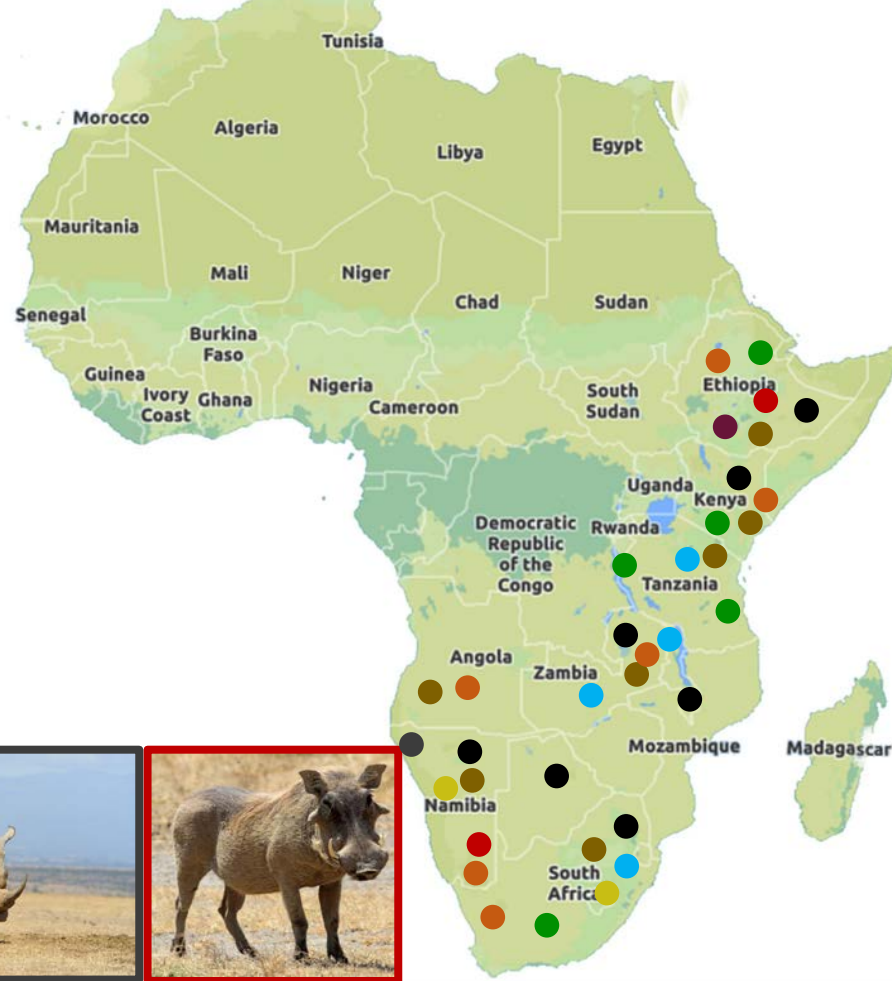 Tunisia
Morocco
Algeria
Libya
Egypt
Mauritania
Mali
Niger
Chad
Sudan
Senegal
Burkina
Faso
Guinea
Ivory
Coast
Ghana
Nigeria
Cameroon
South
Sudan
Ethiopia
Uganda
Kenya
Democratic
Republic
of the
Congo
Rwanda
Tanzania
Angola
Zambia
Mozambique
Madagascar
Namibia
South
Africa